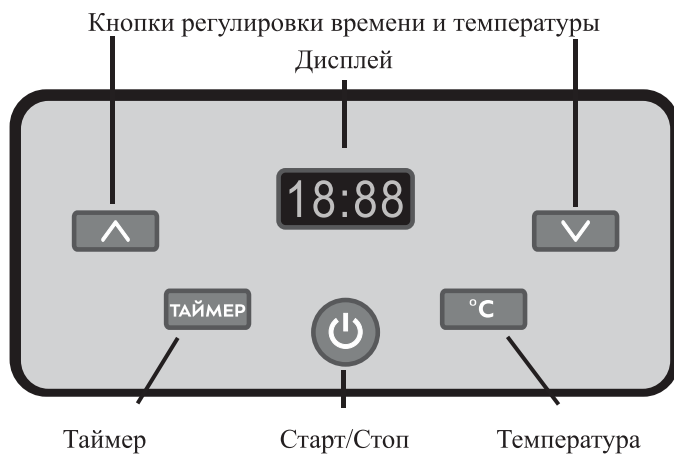 Кнопки регулировки времени и температуры
Дисплей
18:88
ТАЙМЕР
°C
Таймер
Старт/Стоп
Температура